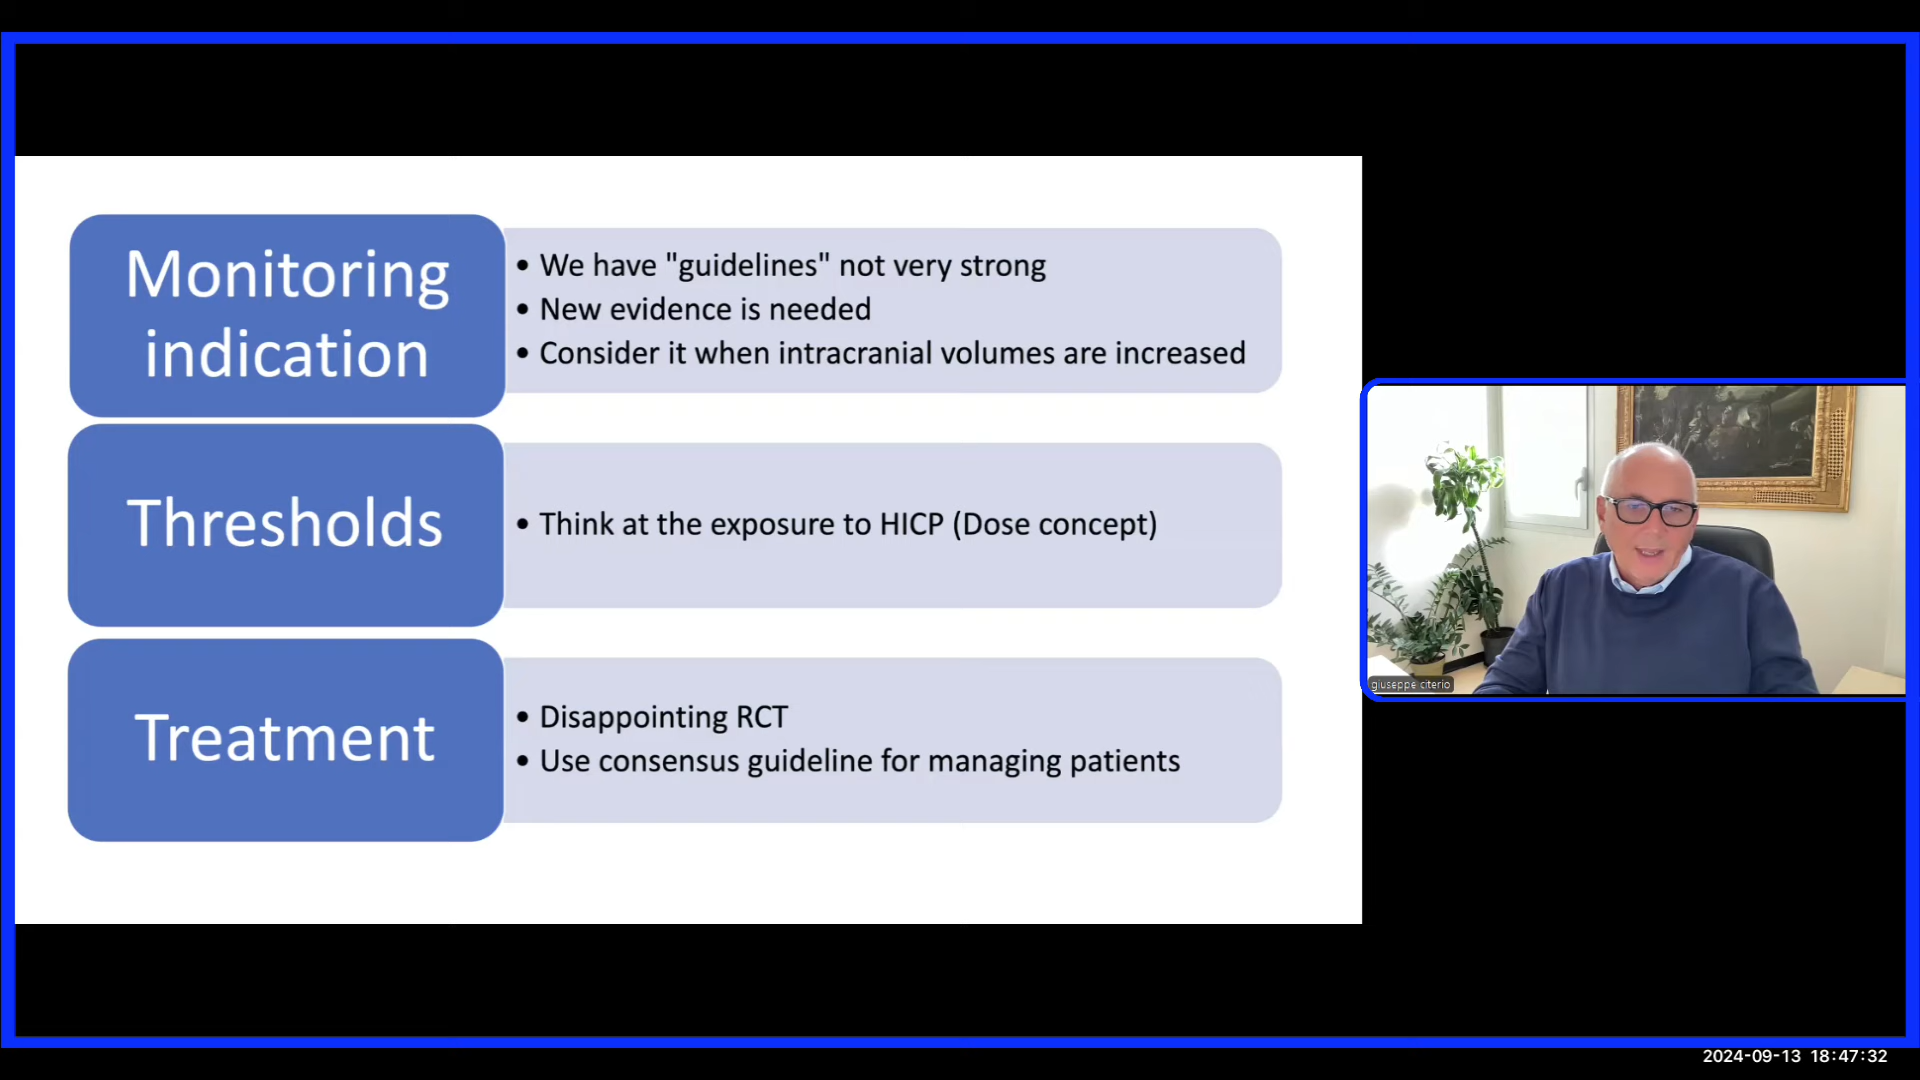 Monitoring
indication
• We have "guidelines" not very strong
• New evidence is needed
• Consider it when intracranial volumes are increased
Thresholds
• Think at the exposure to HICP (Dose concept)
Treatment
• Disappointing RCT
• Use consensus guideline for managing patients
giuseppe citerio
2024-09-13 18:47:32